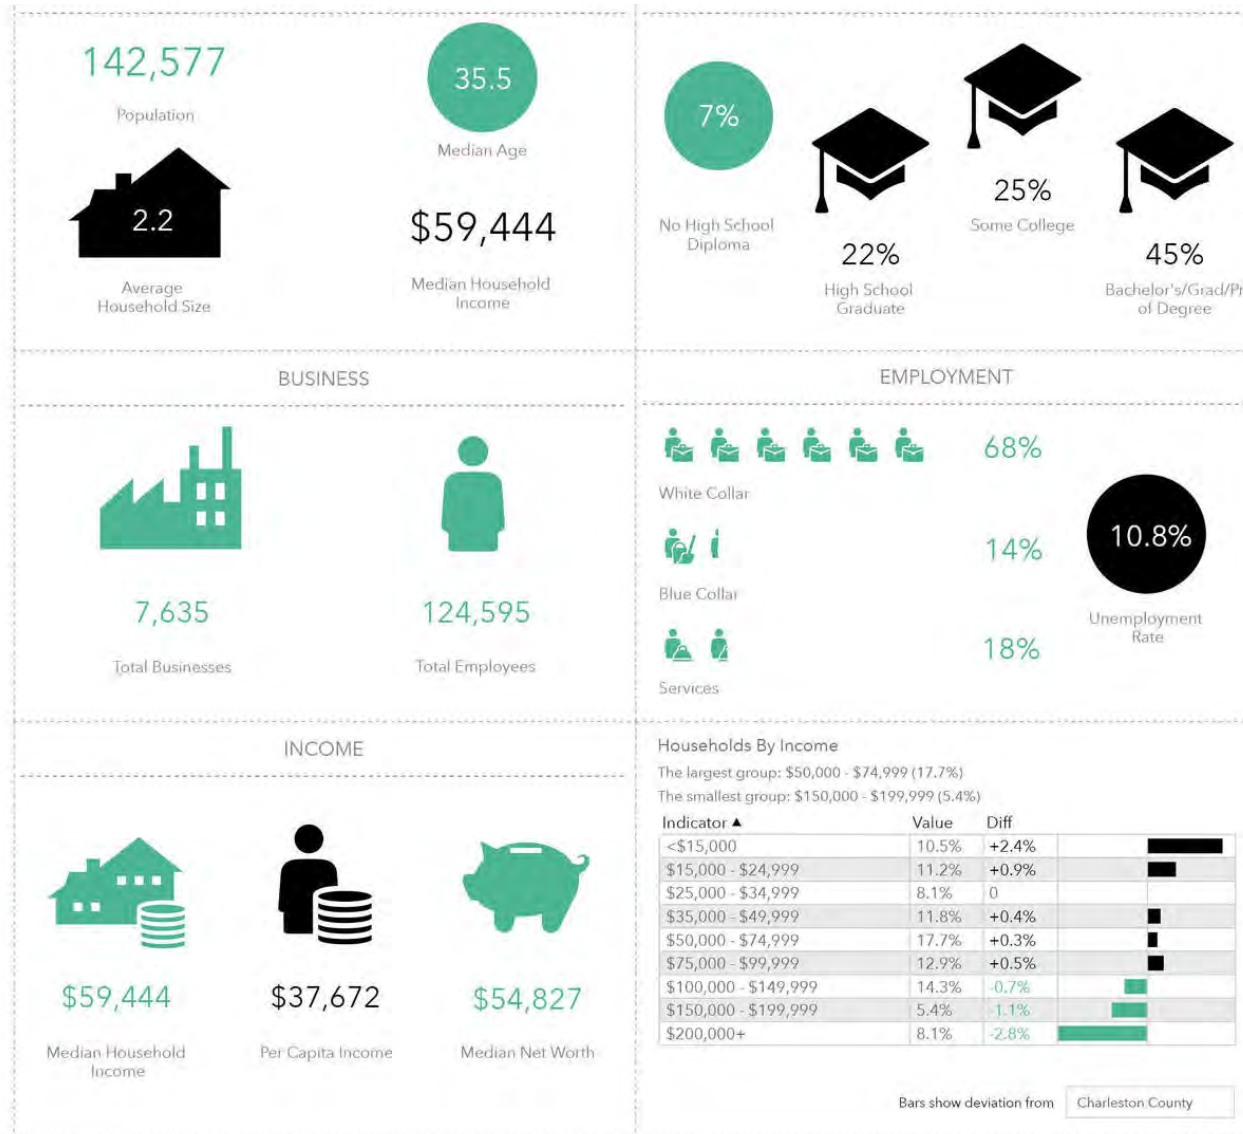 142,577
Population
35.5
Median Age
2.2
Average
Household Size
$59,444
Median Household
Income
7%
No High School
Diploma
22%
High School
Graduate
25%
Some College
45%
Bachelor's/Grad/Pr
of Degree
BUSINESS
7,635
Total Businesses
124,595
Total Employees
EMPLOYMENT
68%
White Collar
14%
Blue Collar
18%
Services
10.8%
Unemployment
Rate
INCOME
$59,444
Median Household
Income
$37,672
Per Capita Income
$54,827
Median Net Worth
Households By Income
The largest group: $50,000 - $74,999 (17.7%)
The smallest group: $150,000 - $199,999 (5.4%)
Indicator ▲ Value Diff
<$15,000 10.5% +2.4%
$15,000 - $24,999 11.2% +0.9%
$25,000 - $34,999 8.1% 0
$35,000 - $49,999 11.8% +0.4%
$50,000 - $74,999 17.7% +0.3%
$75,000 - $99,999 12.9% +0.5%
$100,000 - $149,999 14.3% -0.7%
$150,000 - $199,999 5.4% -1.1%
$200,000+ 8.1% -2.8%
Bars show deviation from Charleston County